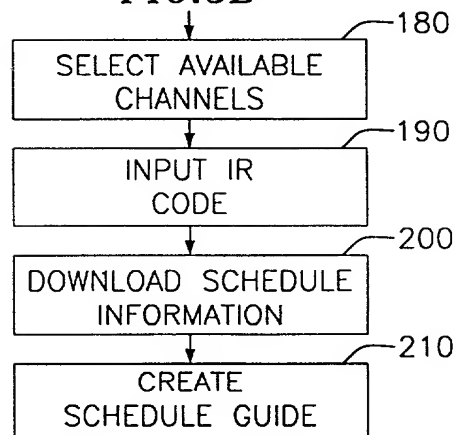 180
SELECT AVAILABLE
CHANNELS
190
INPUT IR
CODE
200
DOWNLOAD SCHEDULE
INFORMATION
210
CREATE
SCHEDULE GUIDE